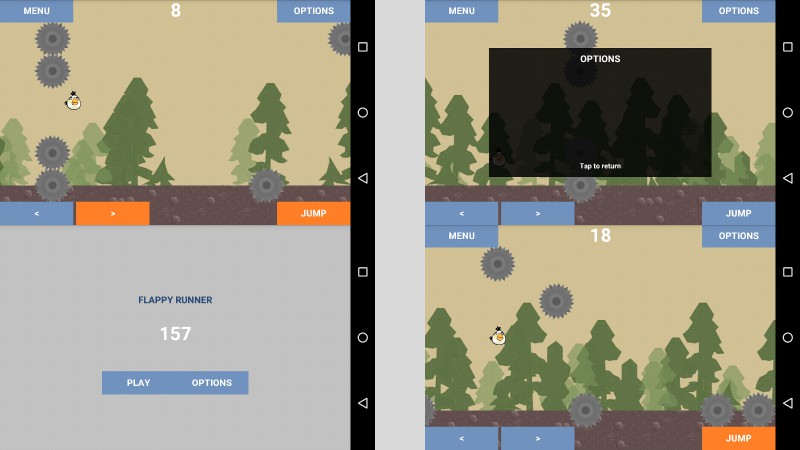 MENU 8 OPTIONS
< > JUMP
MENU 35 OPTIONS
OPTIONS
Tap to return
< > JUMP
FLAPPY RUNNER
157
PLAY OPTIONS
MENU 18 OPTIONS
< > JUMP